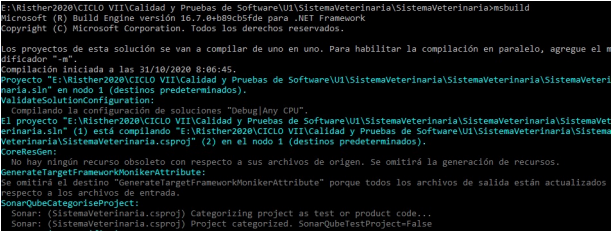 E:\Risther2020\CICLO VII\Calidad y Pruebas de Software\U1\SistemaVeterinaria\SistemaVeterinaria>msbuild
Microsoft (R) Build Engine versión 16.7.0+b89cb5fde para .NET Framework
Copyright (C) Microsoft Corporation. Todos los derechos reservados.
Los proyectos de esta solución se van a compilar de uno en uno. Para habilitar la compilación en paralelo, agregue el m
dificador "-m".
Compilación iniciada a las 31/10/2020 8:06:45.
Proyecto "E:\Risther2020\CICLO VII\Calidad y Pruebas de Software\U1\SistemaVeterinaria\SistemaVeterinaria\SistemaVeteri
naria.sln" en nodo 1 (destinos predeterminados).
ValidateSolutionConfiguration:
Compilando la configuración de soluciones "Debug|Any CPU".
El proyecto "E:\Risther2020\CICLO VII\Calidad y Pruebas de Software\U1\SistemaVeterinaria\SistemaVeterinaria\SistemaVet
erinaria.sln" (1) está compilando "E:\Risther2020\CICLO VII\Calidad y Pruebas de Software\U1\SistemaVeterinaria\Sistema
Veterinaria\SistemaVeterinaria.csproj" (2) en el nodo 1 (destinos predeterminados).
CoreResGen:
No hay ningún recurso obsoleto con respecto a sus archivos de origen. Se omitirá la generación de recursos.
GenerateTargetFrameworkMonikerAttribute:
Se omitirá el destino "GenerateTargetFrameworkMonikerAttribute" porque todos los archivos de salida están actualizados
respecto a los archivos de entrada.
SonarQubeCategoriseProject:
Sonar: (SistemaVeterinaria.csproj) Categorizing project as test or product code...
Sonar: (SistemaVeterinaria.csproj) Project categorized. SonarQubeTestProject=False